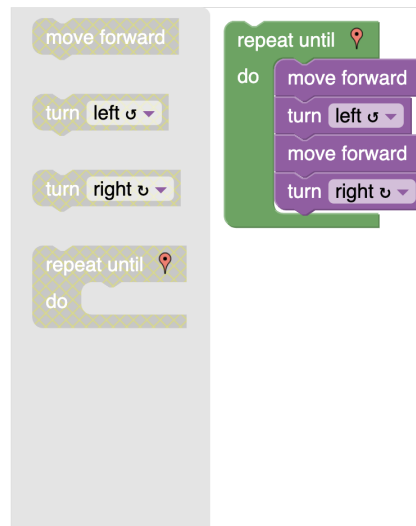 move forward
turn left ↺
turn right ↻
repeat until
do
repeat until
do
move forward
turn left ↺
move forward
turn right ↻